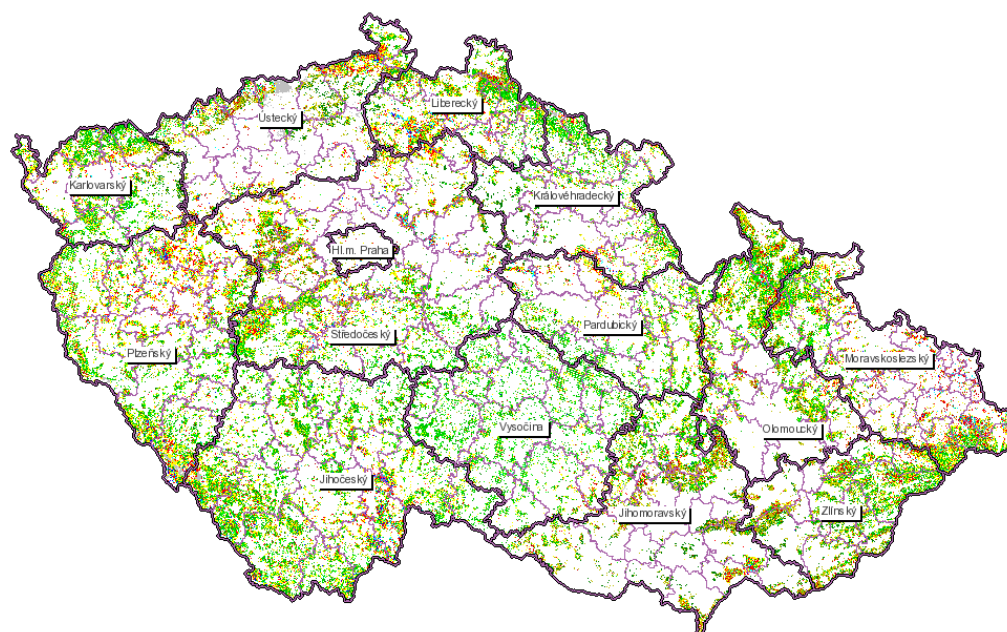 Liberecký
Ústecký
Karlovarský
Královéhradecký
Hl.m. Praha
Pardubický
Středočeský
Plzeňský
Moravskoslezský
Vysočina
Olomoucký
Jihočeský
Jihomoravský
Zlínský